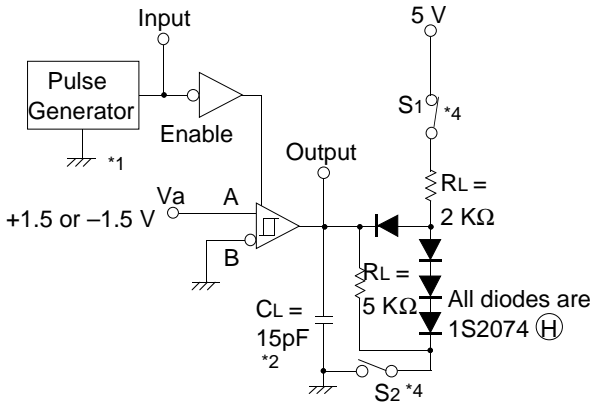 Input
5 V
Pulse
Generator
S1 *4
Enable
*1
Output
RL =
2 KΩ
Va
A
+1.5 or –1.5 V
B
RL =
5 KΩ
CL =
15pF
*2
All diodes are
1S2074 Ⓗ
S2 *4